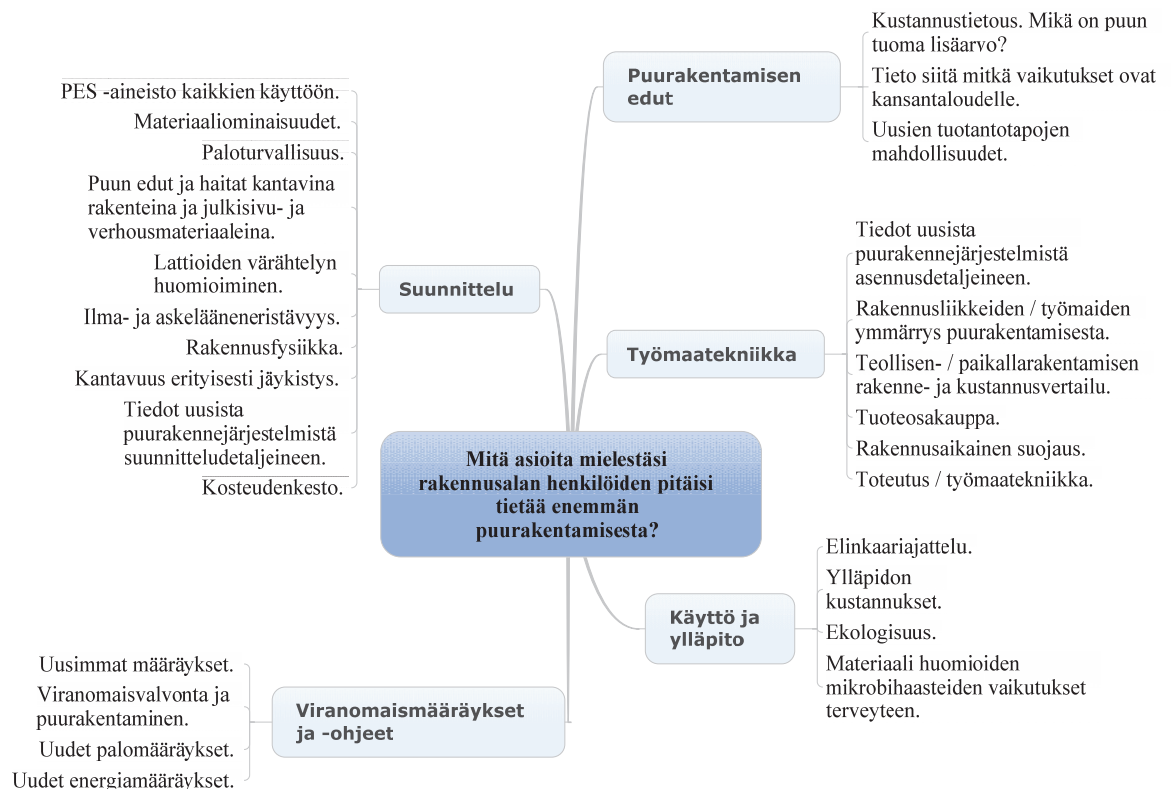 Mitä asioita mielestäsi
rakennusalan henkilöiden pitäisi
tietää enemmän
puurakentamisesta?
Puurakentamisen
edut
Kustannustietous. Mikä on puun
tuoma lisäarvo?
Tieto siitä mitkä vaikutukset ovat
kansantaloudelle.
Uusien tuotantotapojen
mahdollisuudet.
Työmaatekniikka
Tiedot uusista
puurakennejärjestelmistä
asennusdetaljeineen.
Rakennusliikkeiden / työmaiden
ymmärrys puurakentamisesta.
Teollisen- / paikallarakentamisen
rakenne- ja kustannusvertailu.
Tuoteosakauppa.
Rakennusaikainen suojaus.
Toteutus / työmaatekniikka.
Käyttö ja
ylläpito
Elinkaariajattelu.
Ylläpidon
kustannukset.
Ekologisuus.
Materiaali huomioiden
mikrobihaasteiden vaikutukset
terveyteen.
Viranomaismääräykset
ja -ohjeet
Uusimmat määräykset.
Viranomaisvalvonta ja
puurakentaminen.
Uudet palomääräykset.
Uudet energiamääräykset.
Suunnittelu
PES -aineisto kaikkien käyttöön.
Materiaaliominaisuudet.
Paloturvallisuus.
Puun edut ja haitat kantavina
rakenteina ja julkisivu- ja
verhousmateriaaleina.
Lattioiden värähtelyn
huomioiminen.
Ilma- ja askelääneneristävyys.
Rakennusfysiikka.
Kantavuus erityisesti jäykistys.
Tiedot uusista
puurakennejärjestelmistä
suunnitteludetaljeineen.
Kosteudenkesto.